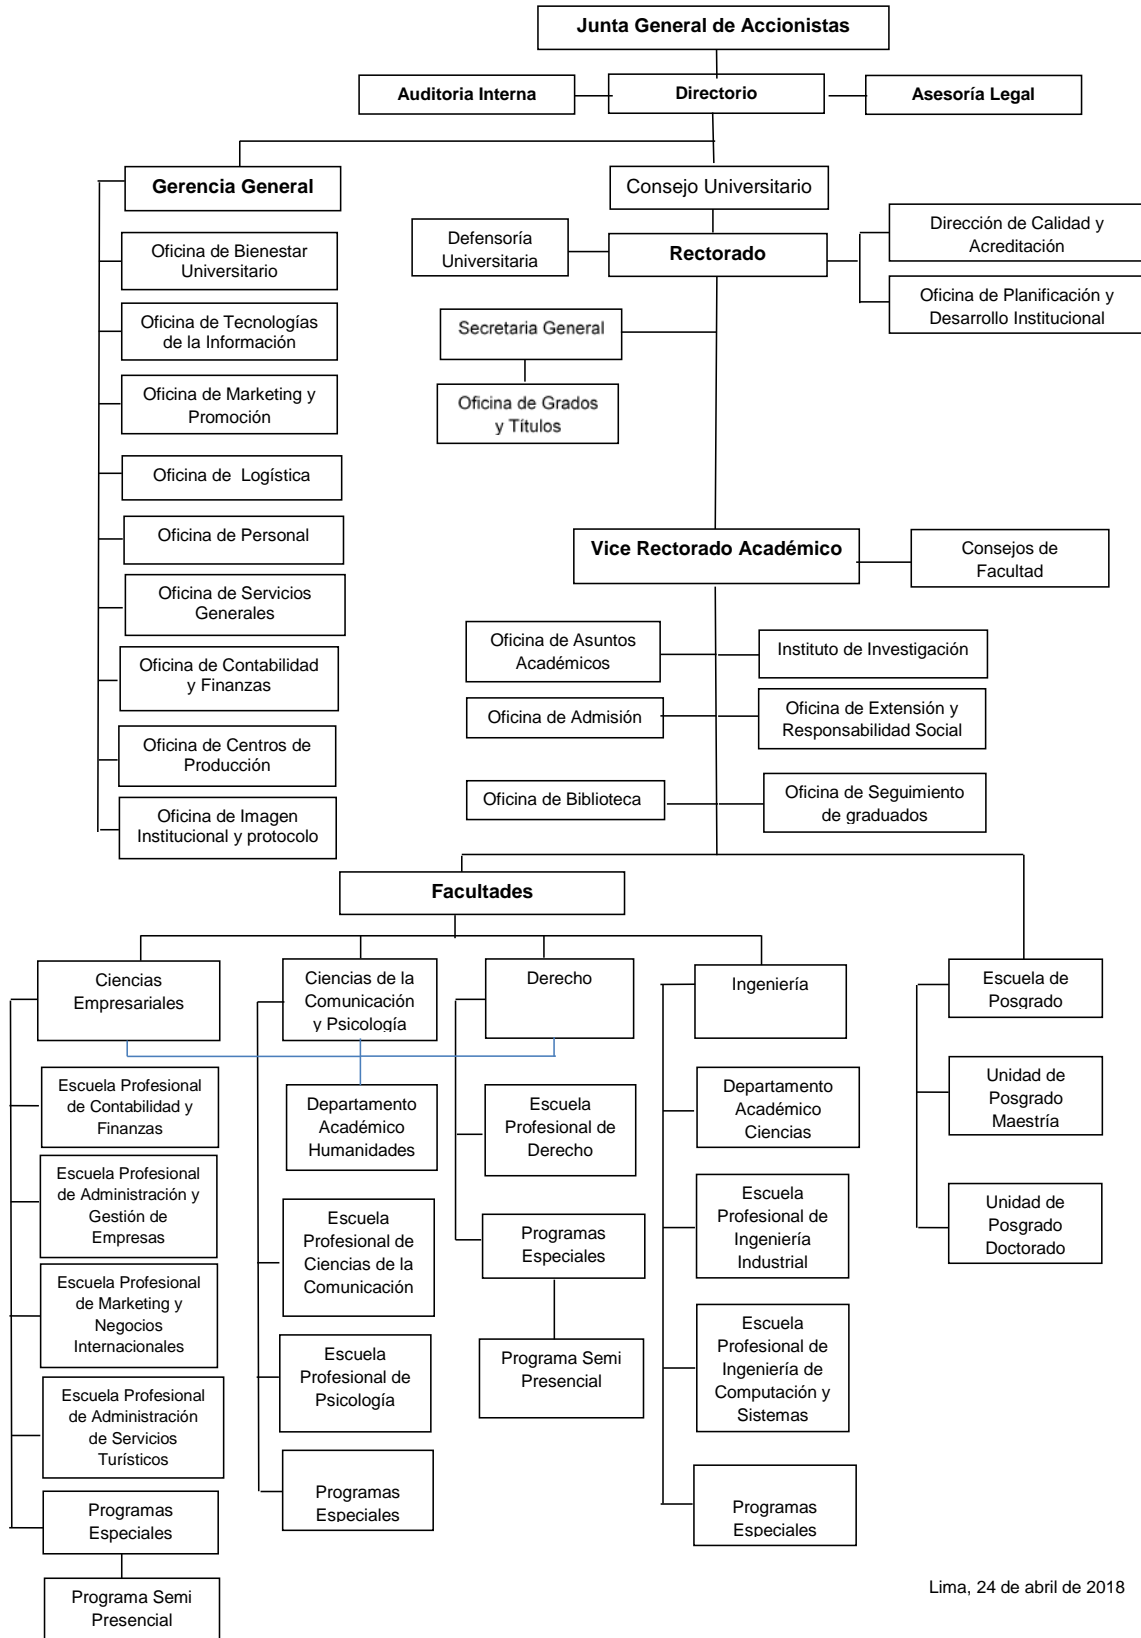 Junta General de Accionistas
Auditoria Interna
Directorio
Asesoría Legal
Gerencia General
Consejo Universitario
Defensoría
Universitaria
Rectorado
Dirección de Calidad y
Acreditación
Oficina de Planificación y
Desarrollo Institucional
Secretaria General
Oficina de Grados
y Títulos
Oficina de Bienestar
Universitario
Oficina de Tecnologías
de la Información
Oficina de Marketing y
Promoción
Oficina de Logística
Oficina de Personal
Oficina de Servicios
Generales
Oficina de Contabilidad
y Finanzas
Oficina de Centros de
Producción
Oficina de Imagen
Institucional y protocolo
Vice Rectorado Académico
Consejos de
Facultad
Oficina de Asuntos
Académicos
Instituto de Investigación
Oficina de Admisión
Oficina de Extensión y
Responsabilidad Social
Oficina de Biblioteca
Oficina de Seguimiento
de graduados
Facultades
Ciencias
Empresariales
Escuela Profesional
de Contabilidad y
Finanzas
Escuela Profesional
de Administración y
Gestión de
Empresas
Escuela Profesional
de Marketing y
Negocios
Internacionales
Escuela Profesional
de Administración
de Servicios
Turísticos
Programas
Especiales
Programa Semi
Presencial
Ciencias de la
Comunicación
y Psicología
Departamento
Académico
Humanidades
Escuela
Profesional de
Ciencias de la
Comunicación
Escuela
Profesional de
Psicología
Programas
Especiales
Derecho
Escuela
Profesional de
Derecho
Programas
Especiales
Programa Semi
Presencial
Ingeniería
Departamento
Académico
Ciencias
Escuela
Profesional de
Ingeniería
Industrial
Escuela
Profesional de
Ingeniería de
Computación y
Sistemas
Programas
Especiales
Escuela de
Posgrado
Unidad de
Posgrado
Maestría
Unidad de
Posgrado
Doctorado
Lima, 24 de abril de 2018